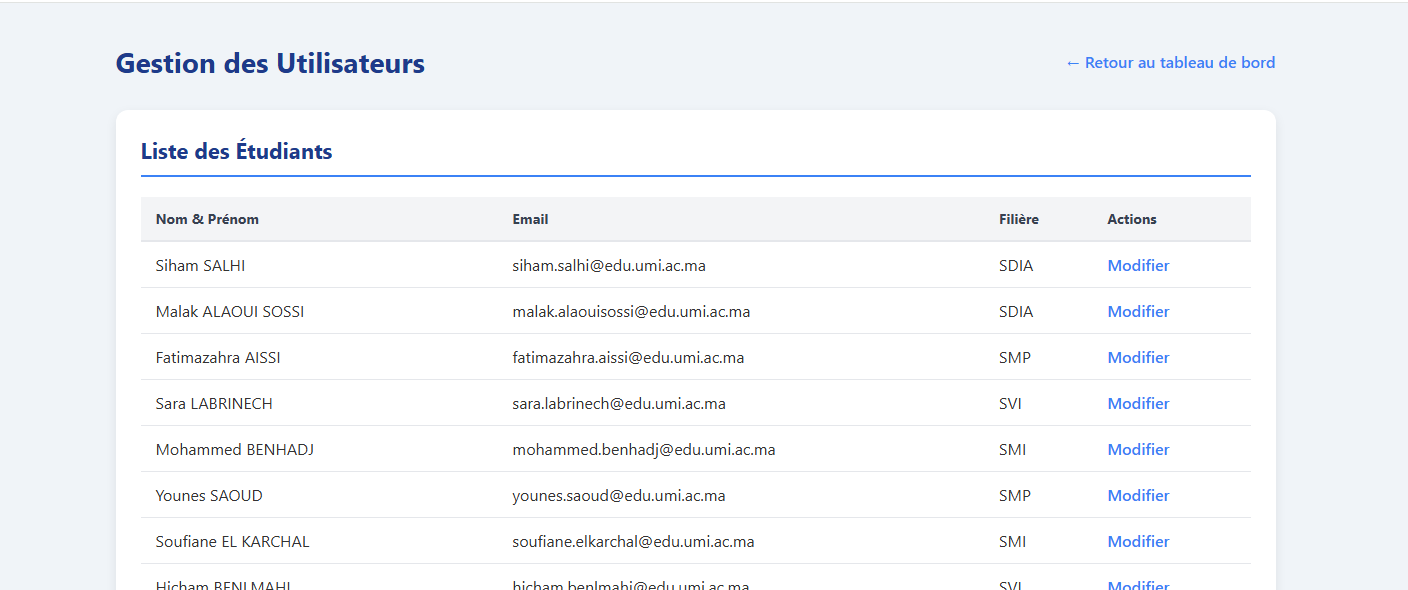 Gestion des Utilisateurs
← Retour au tableau de bord
Liste des Étudiants
Nom & Prénom Email Filière Actions
Siham SALHI siham.salhi@edu.umi.ac.ma SDIA Modifier
Malak ALAOUI SOSSI malak.alaouisossi@edu.umi.ac.ma SDIA Modifier
Fatimazahra AISSI fatimazahra.aissi@edu.umi.ac.ma SMP Modifier
Sara LABRINECH sara.labrinech@edu.umi.ac.ma SVI Modifier
Mohammed BENHADJ mohammed.benhadj@edu.umi.ac.ma SMI Modifier
Younes SAOUD younes.saoud@edu.umi.ac.ma SMP Modifier
Soufiane EL KARCHAL soufiane.elkarchal@edu.umi.ac.ma SMI Modifier
Hicham BENLMAHI hicham.benlmahi@edu.umi.ac.ma SVI Modifier